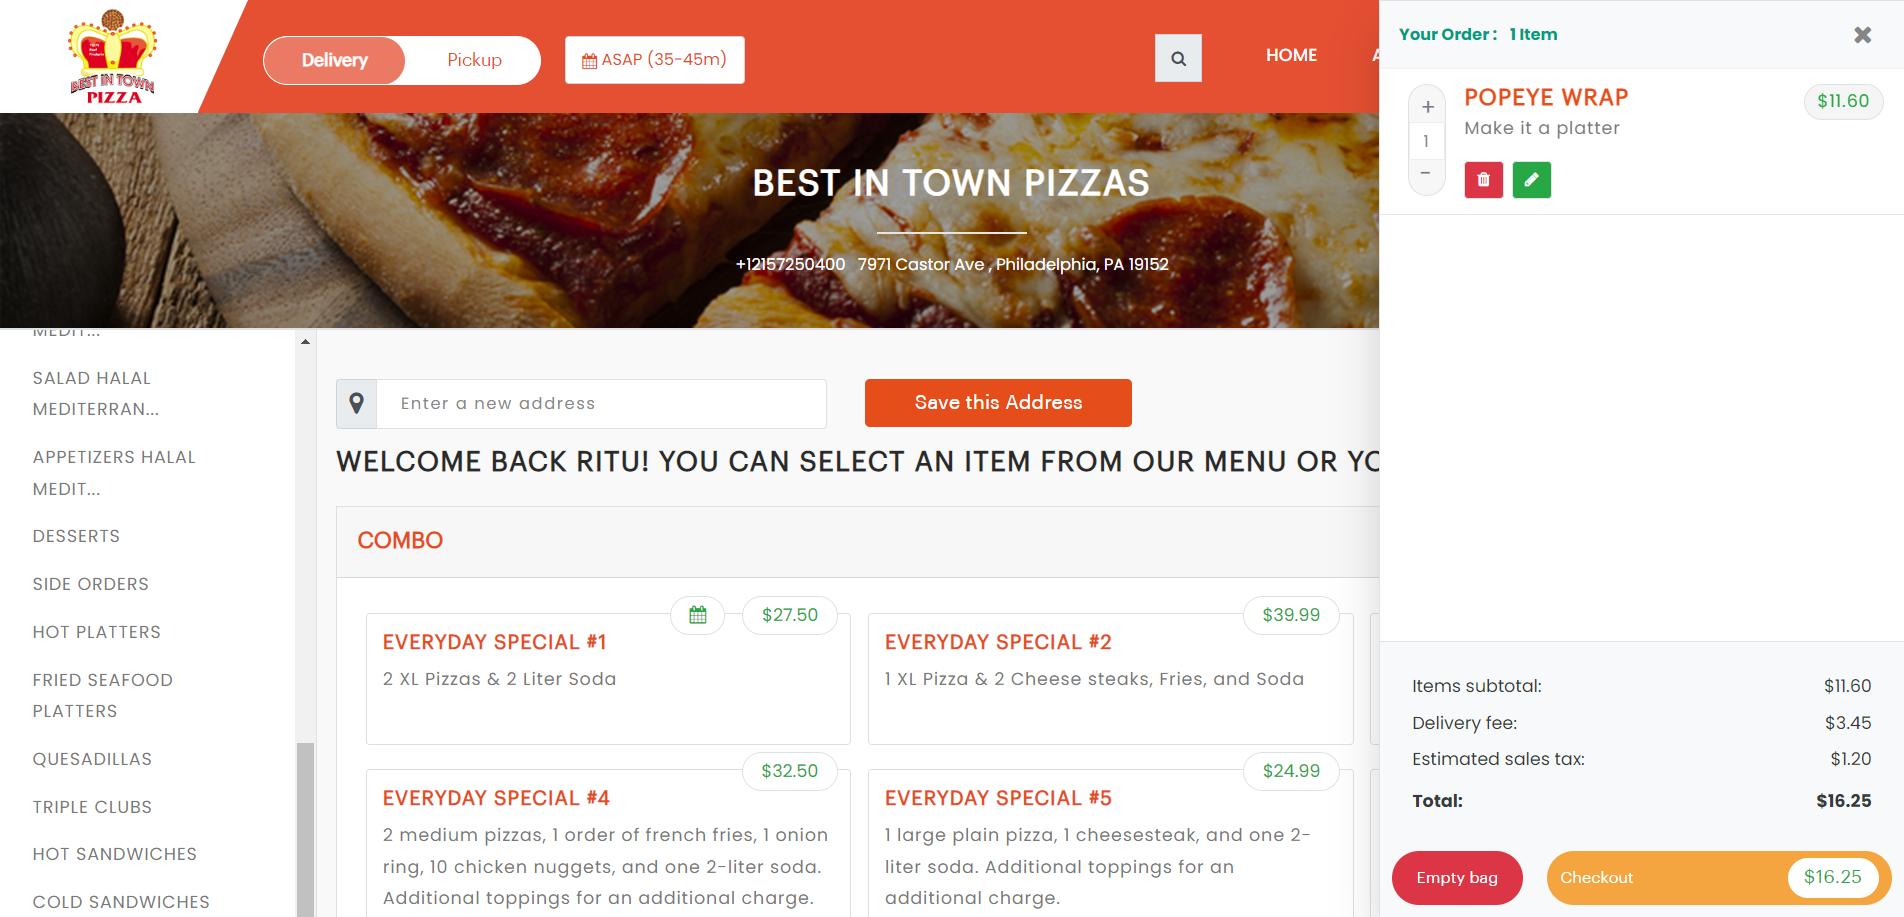 BEST IN TOWN
PIZZA
Delivery
Pickup
ASAP (35-45m)
HOME
BEST IN TOWN PIZZAS
+12157250400 7971 Castor Ave , Philadelphia, PA 19152
SALAD HALAL
MEDITERRAN...
APPETIZERS HALAL
MEDIT...
DESSERTS
SIDE ORDERS
HOT PLATTERS
FRIED SEAFOOD
PLATTERS
QUESADILLAS
TRIPLE CLUBS
HOT SANDWICHES
COLD SANDWICHES
Enter a new address
Save this Address
WELCOME BACK RITU! YOU CAN SELECT AN ITEM FROM OUR MENU OR YO
COMBO
$27.50
EVERYDAY SPECIAL #1
2 XL Pizzas & 2 Liter Soda
$39.99
EVERYDAY SPECIAL #2
1 XL Pizza & 2 Cheese steaks, Fries, and Soda
$32.50
EVERYDAY SPECIAL #4
2 medium pizzas, 1 order of french fries, 1 onion
ring, 10 chicken nuggets, and one 2-liter soda.
Additional toppings for an additional charge.
$24.99
EVERYDAY SPECIAL #5
1 large plain pizza, 1 cheesesteak, and one 2-
liter soda. Additional toppings for an
additional charge.
Your Order : 1 Item
+
1
−
POPEYE WRAP
Make it a platter
$11.60
Items subtotal: $11.60
Delivery fee: $3.45
Estimated sales tax: $1.20
Total: $16.25
Empty bag
Checkout $16.25